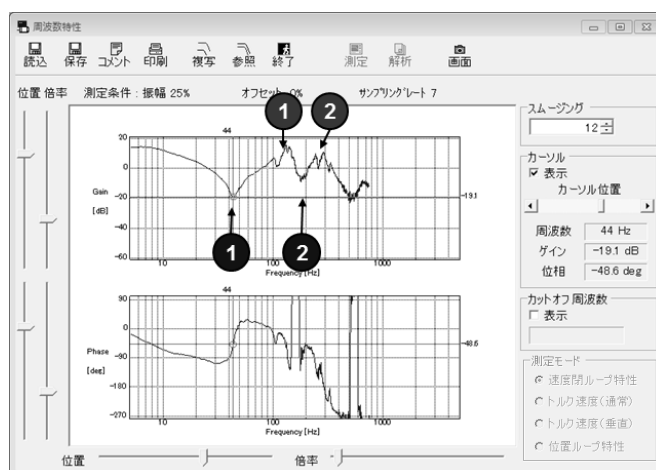 周波数特性
読込 保存 コメント 印刷 複写 参照 終了 測定 解析 画面
位置 倍率 測定条件:振幅 25% オフセット 0% サンプリングレート 7
1 2
44
20
0
-20
-40
-60
Gain
[dB]
-19.1
1 2
10 100 1000
Frequency[Hz]
44
90
0
-90
-180
-270
Phase
[deg]
-48.6
10 100 1000
Frequency[Hz]
位置 倍率
スムージング
12
カーソル
表示
カーソル位置
周波数 44 Hz
ゲイン -19.1 dB
位相 -48.6 deg
カットオフ周波数
表示
測定モード
速度閉ループ特性
トルク速度(通常)
トルク速度(垂直)
位置ループ特性